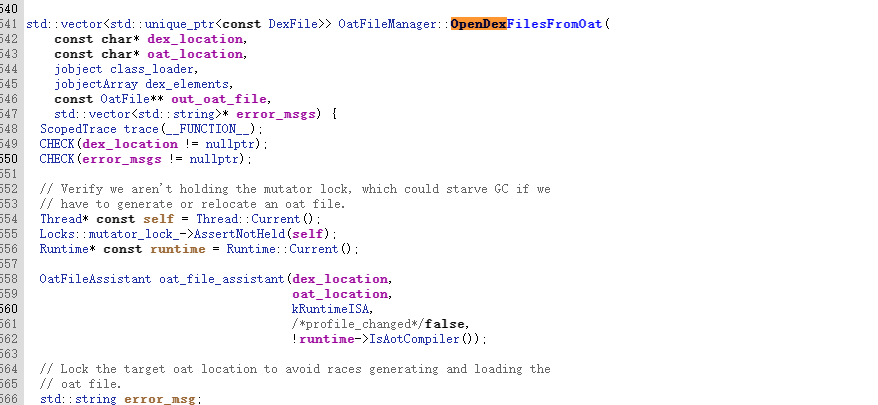 540
541 std::vector<std::unique_ptr<const DexFile>> OatFileManager::OpenDexFilesFromOat(
542     const char* dex_location,
543     const char* oat_location,
544     jobject class_loader,
545     jobjectArray dex_elements,
546     const OatFile** out_oat_file,
547     std::vector<std::string>* error_msgs) {
548   ScopedTrace trace(__FUNCTION__);
549   CHECK(dex_location != nullptr);
550   CHECK(error_msgs != nullptr);
551
552   // Verify we aren't holding the mutator lock, which could starve GC if we
553   // have to generate or relocate an oat file.
554   Thread* const self = Thread::Current();
555   Locks::mutator_lock_->AssertNotHeld(self);
556   Runtime* const runtime = Runtime::Current();
557
558   OatFileAssistant oat_file_assistant(dex_location,
559                                       oat_location,
560                                       kRuntimeISA,
561                                       /*profile_changed*/false,
562                                       !runtime->IsAotCompiler());
563
564   // Lock the target oat location to avoid races generating and loading the
565   // oat file.
566   std::string error_msg;